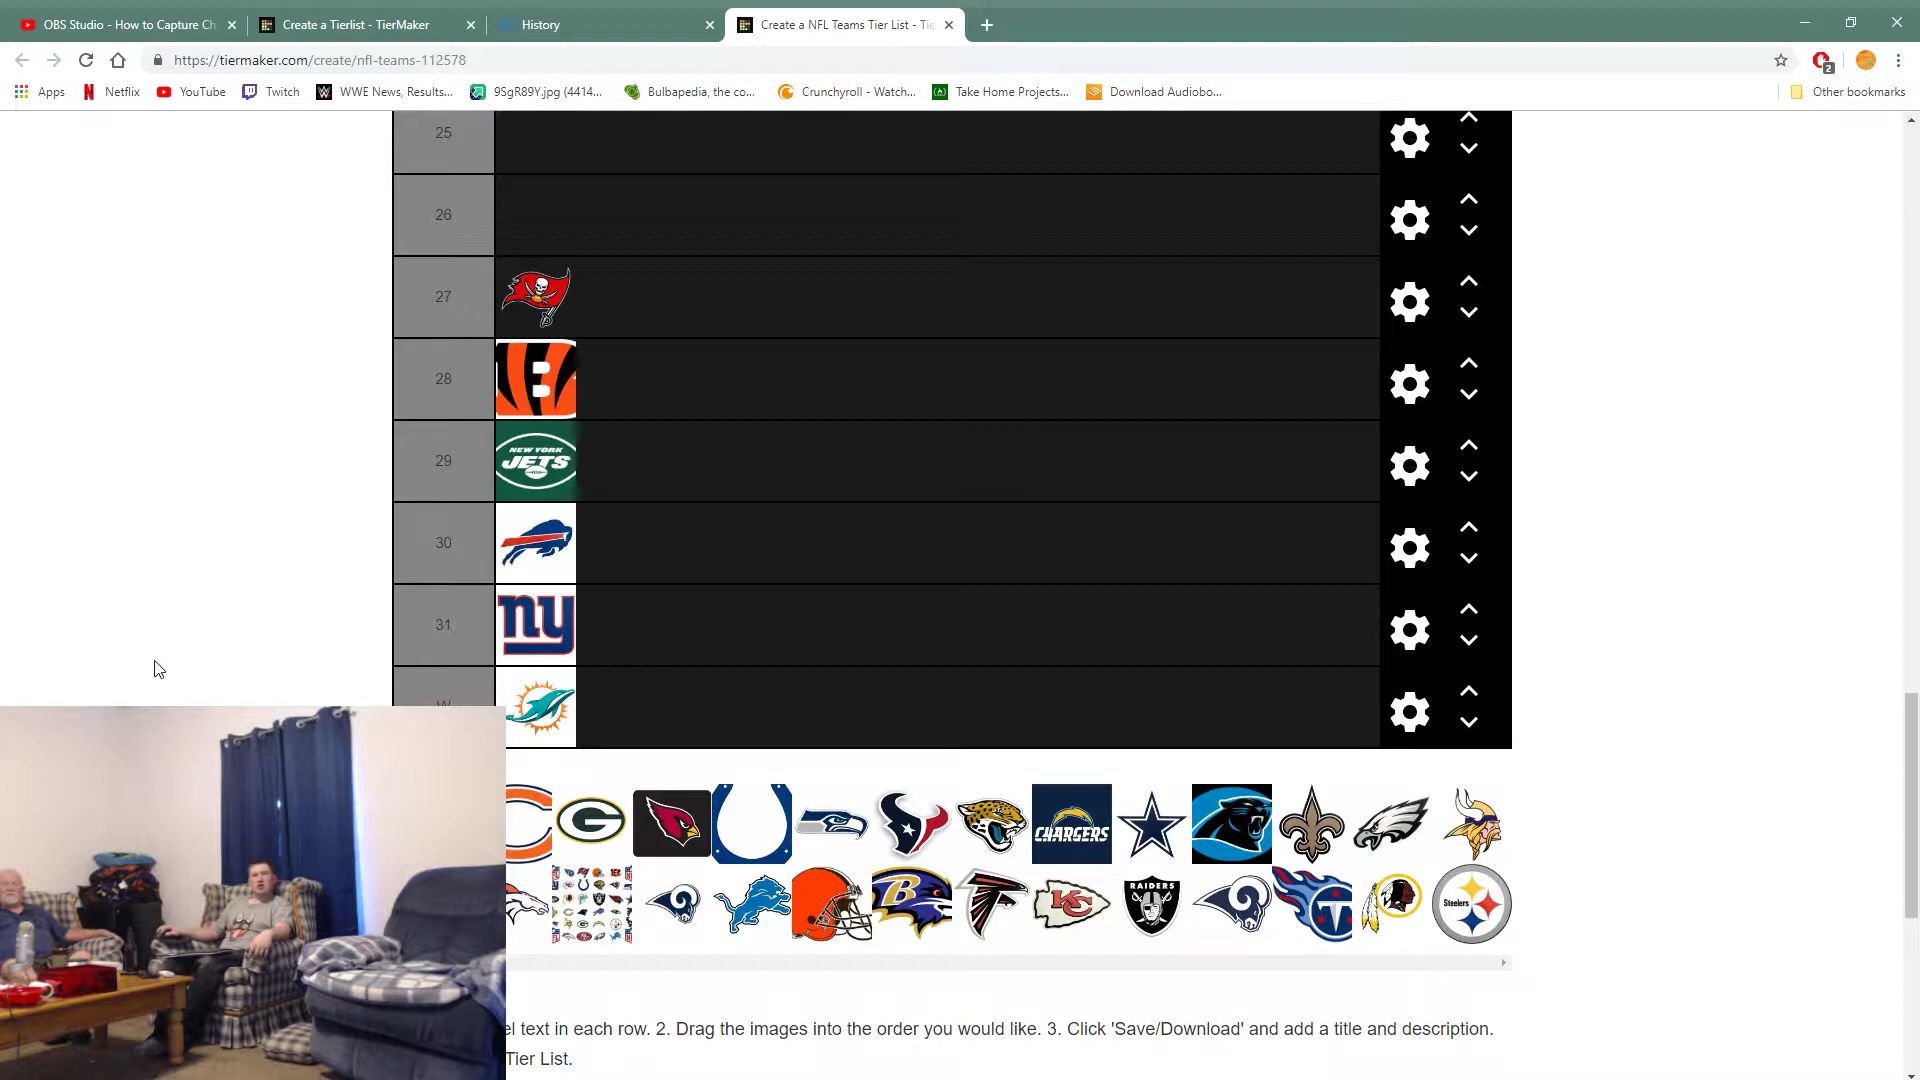 OBS Studio - How to Capture Ch
Create a Tierlist - TierMaker
History
Create a NFL Teams Tier List - Tie
https://tiermaker.com/create/nfl-teams-112578
2
Apps
Netflix
YouTube
Twitch
WWE News, Results...
9SgR89Y.jpg (4414...
Bulbapedia, the co...
Crunchyroll - Watch...
Take Home Projects...
Download Audiobo...
Other bookmarks
25
26
27
28
29
NEW YORK
JETS
30
31
ny
G
CHARGERS
B
KC
RAIDERS
T
Steelers
el text in each row. 2. Drag the images into the order you would like. 3. Click 'Save/Download' and add a title and description.
Tier List.